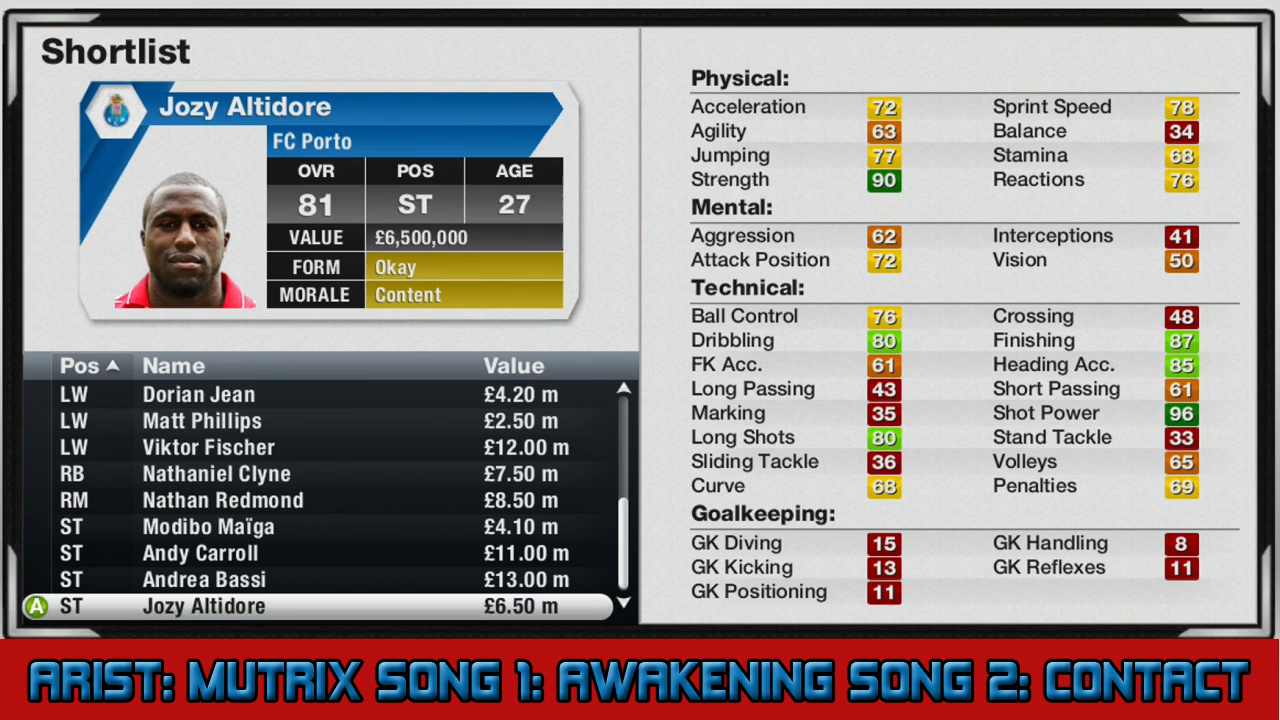 Shortlist
Jozy Altidore
FC Porto
OVR POS AGE
81 ST 27
VALUE £6,500,000
FORM Okay
MORALE Content
Pos Name Value
LW Dorian Jean £4.20 m
LW Matt Phillips £2.50 m
LW Viktor Fischer £12.00 m
RB Nathaniel Clyne £7.50 m
RM Nathan Redmond £8.50 m
ST Modibo Maïga £4.10 m
ST Andy Carroll £11.00 m
ST Andrea Bassi £13.00 m
A ST Jozy Altidore £6.50 m
Physical:
Acceleration 72 Sprint Speed 78
Agility 63 Balance 34
Jumping 77 Stamina 68
Strength 90 Reactions 76
Mental:
Aggression 62 Interceptions 41
Attack Position 72 Vision 50
Technical:
Ball Control 76 Crossing 48
Dribbling 80 Finishing 87
FK Acc. 61 Heading Acc. 85
Long Passing 43 Short Passing 61
Marking 35 Shot Power 96
Long Shots 80 Stand Tackle 33
Sliding Tackle 36 Volleys 65
Curve 68 Penalties 69
Goalkeeping:
GK Diving 15 GK Handling 8
GK Kicking 13 GK Reflexes 11
GK Positioning 11
ARIST: MUTRIX SONG 1: AWAKENING SONG 2: CONTACT